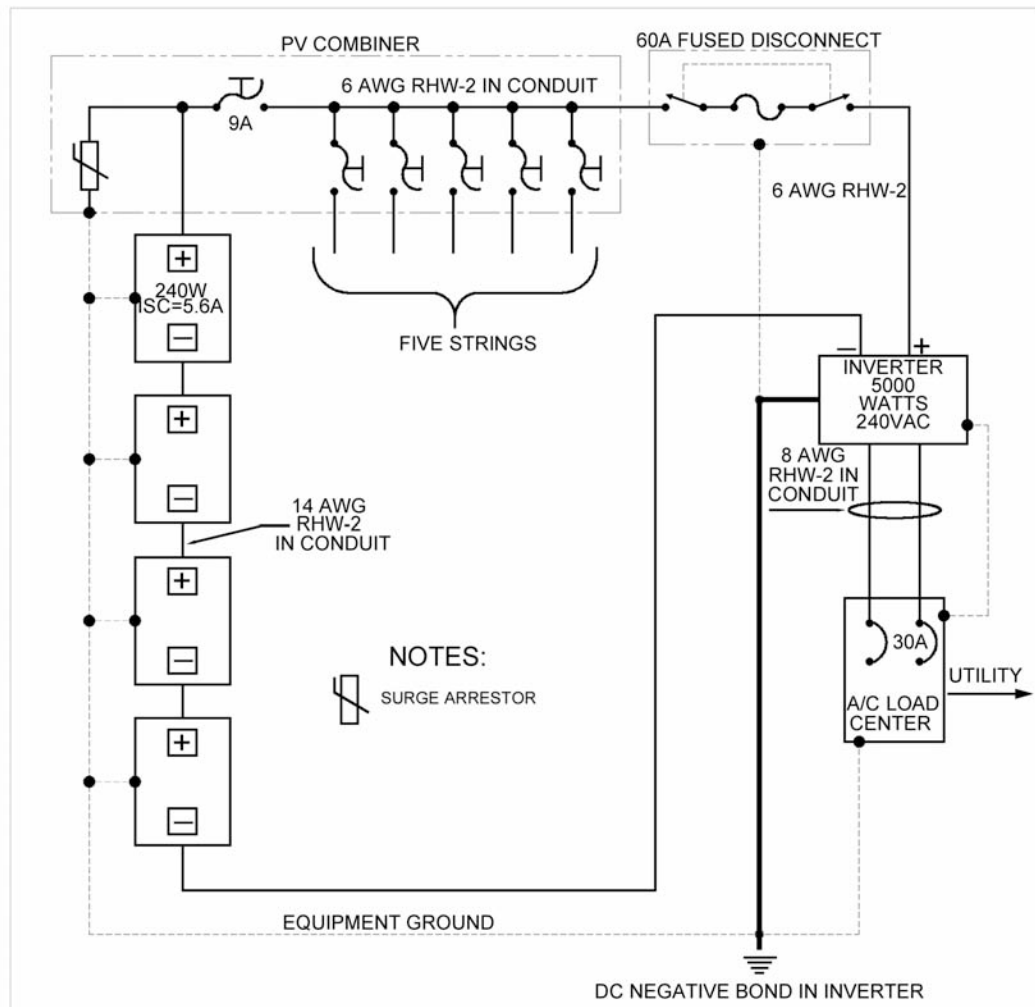 PV COMBINER
60A FUSED DISCONNECT
6 AWG RHW-2 IN CONDUIT
9A
6 AWG RHW-2
+
240W
ISC=5.6A
—
FIVE STRINGS
— +
INVERTER
5000
WATTS
240VAC
+
—
8 AWG
RHW-2 IN
CONDUIT
14 AWG
RHW-2
IN CONDUIT
+
—
30A
NOTES:
SURGE ARRESTOR
UTILITY
A/C LOAD
CENTER
+
—
EQUIPMENT GROUND
DC NEGATIVE BOND IN INVERTER